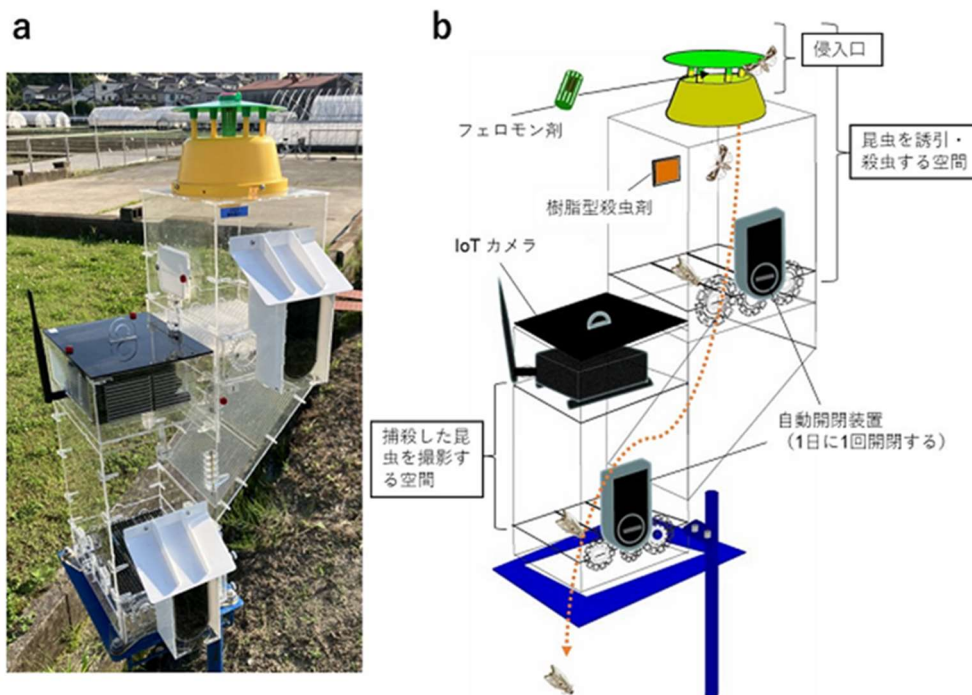 a
b
侵入口
フェロモン剤
昆虫を誘引・
殺虫する空間
樹脂型殺虫剤
IoT カメラ
自動開閉装置
（1日に1回開閉する）
捕殺した昆
虫を撮影す
る空間